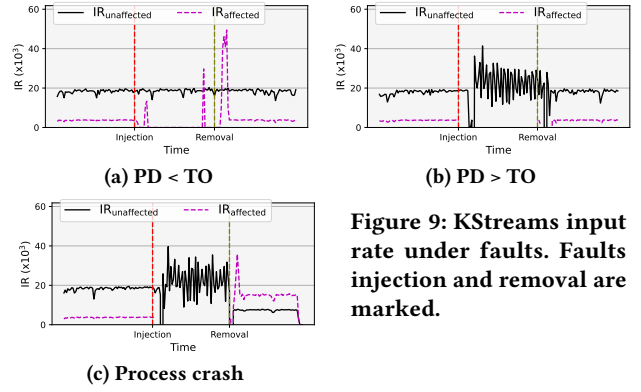 IRunaffected IRaffected
60
40
20
0
IR (x10³)
Injection Removal
Time
(a) PD < TO
IRunaffected IRaffected
60
40
20
0
IR (x10³)
Injection Removal
Time
(b) PD > TO
IRunaffected IRaffected
60
40
20
0
IR (x10³)
Injection Removal
Time
(c) Process crash
Figure 9: KStreams input
rate under faults. Faults
injection and removal are
marked.